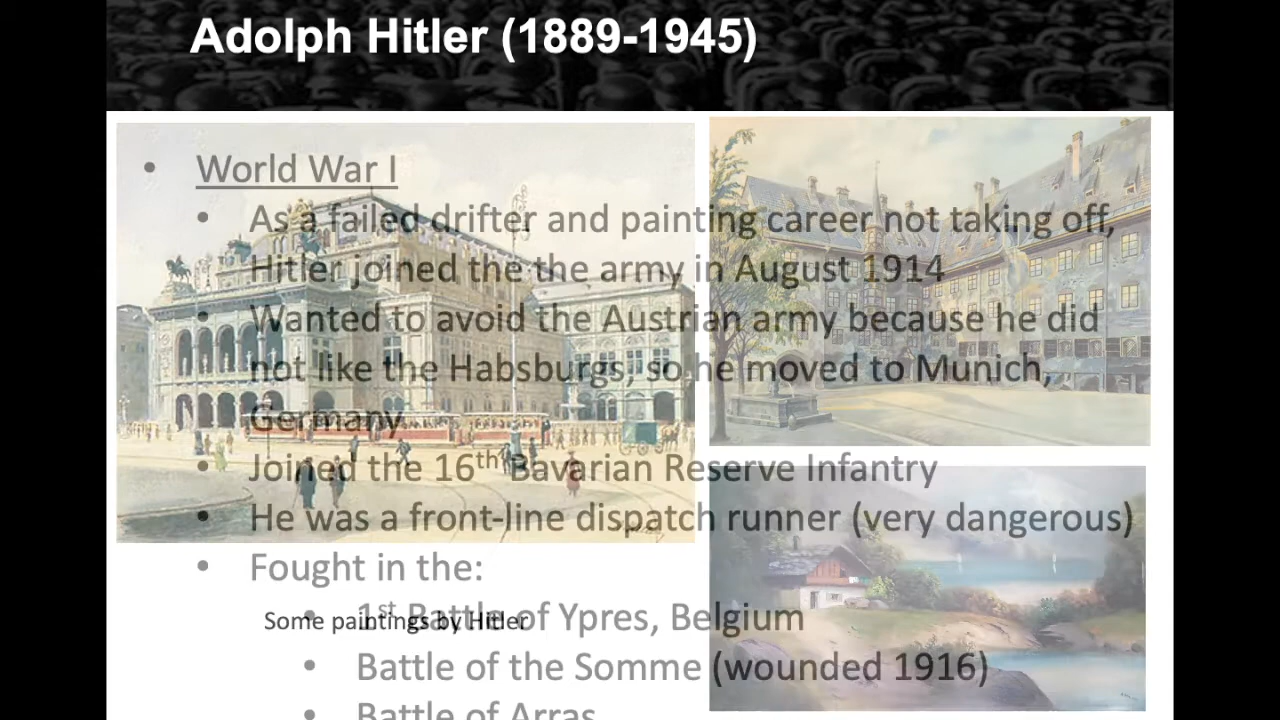 Adolph Hitler (1889-1945)
• World War I
• As a failed drifter and painting career not taking off,
Hitler joined the the army in August 1914
• Wanted to avoid the Austrian army because he did
not like the Habsburgs, so he moved to Munich,
Germany
• Joined the 16th Bavarian Reserve Infantry
• He was a front-line dispatch runner (very dangerous)
• Fought in the:
• 1st Battle of Ypres, Belgium
Some paintings by Hitler
• Battle of the Somme (wounded 1916)
• Battle of Arras